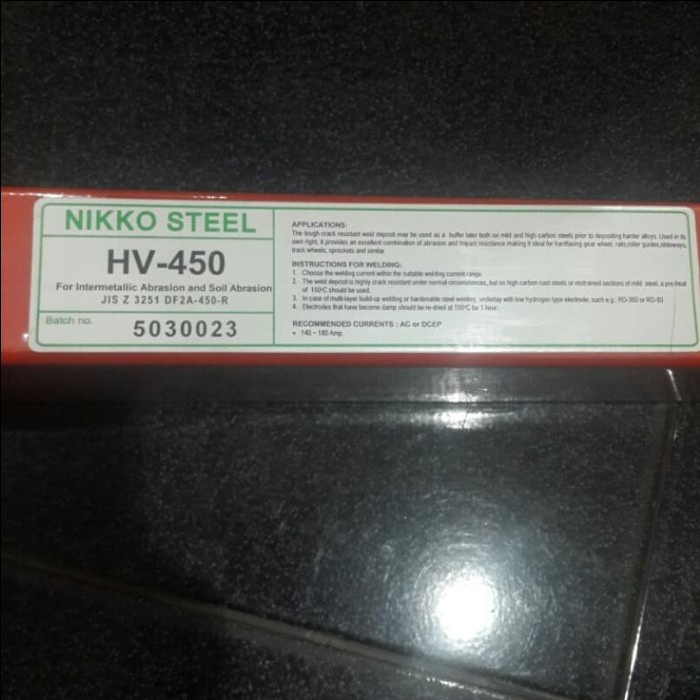 NIKKO STEEL
HV-450
For Intermetallic Abrasion and Soil Abrasion
JIS Z 3251 DF2A-450-R
Batch no.
5030023
APPLICATIONS:
The tough crack resistant weld deposit may be used as a buffer layer both on mild and high carbon steels prior to depositing harder alloys. Used in its
own right, it provides an excellent combination of abrasion and impact resistance making it ideal for hardfacing gear wheel, rails, roller guides, slideways,
track wheels, sprockets and similar.
INSTRUCTIONS FOR WELDING:
1. Choose the welding current within the suitable welding current range.
2. The weld deposit is highly crack resistant under normal circumstances, but on high carbon cast steels or restrained sections of mild steel, a pre-heat
of 150°C should be used.
3. In case of multi-layer build-up welding or hardenable steel welding, underlay with low hydrogen type electrode, such e.g.
4. Electrodes that have become damp should be re-dried at 150°C for 1 hour.
RECOMMENDED CURRENTS : AC or DCEP
• 140 - 180 Amp.